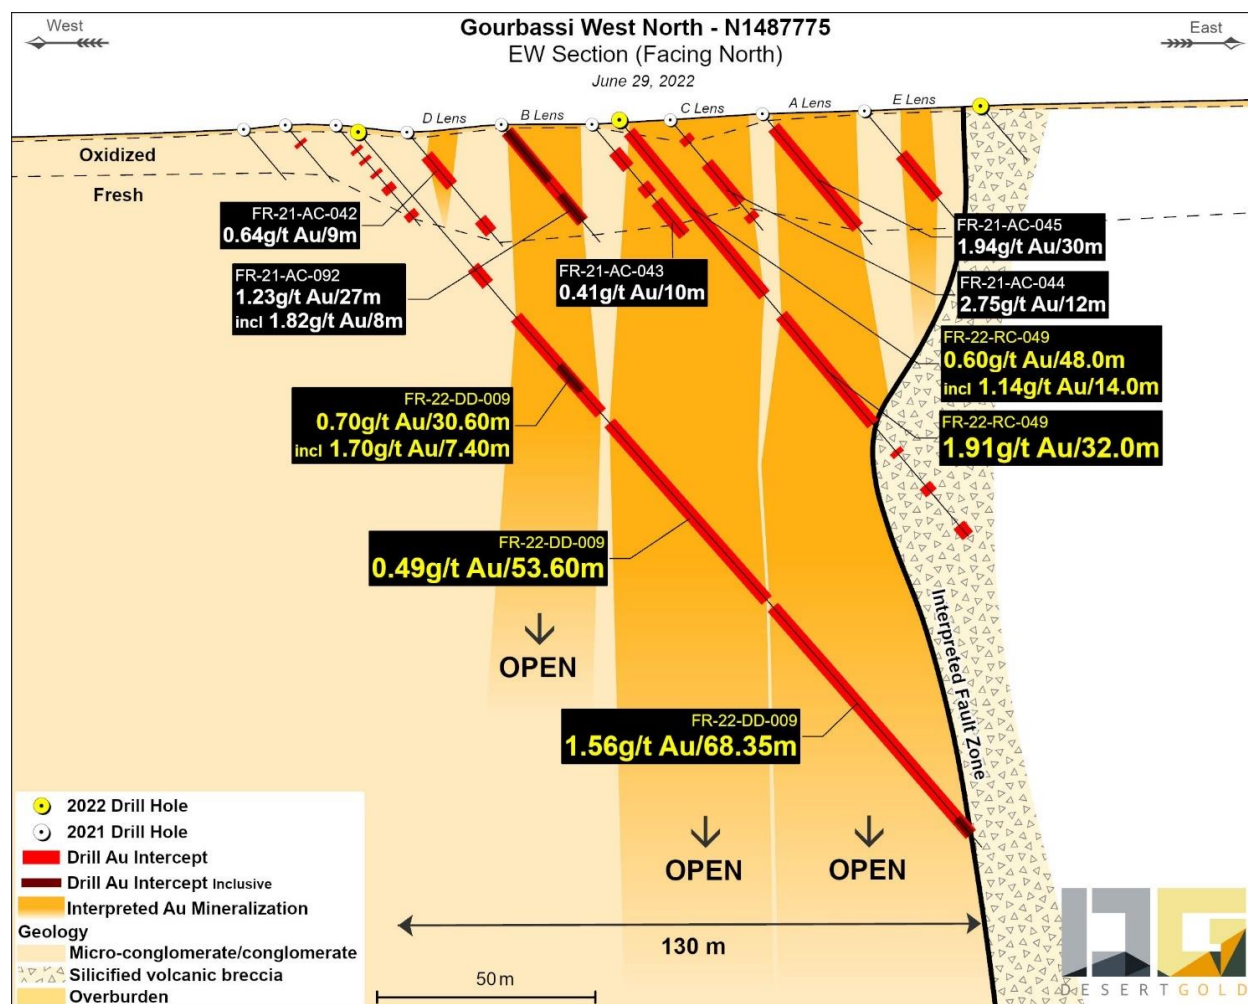 West
Gourbassi West North - N1487775
East
EW Section (Facing North)
June 29, 2022
D Lens
B Lens
C Lens
A Lens
E Lens
Oxidized
Fresh
FR-21-AC-042
0.64g/t Au/9m
FR-21-AC-092
1.23g/t Au/27m
incl 1.82g/t Au/8m
FR-21-AC-043
0.41g/t Au/10m
FR-21-AC-045
1.94g/t Au/30m
FR-21-AC-044
2.75g/t Au/12m
FR-22-RC-049
0.60g/t Au/48.0m
incl 1.14g/t Au/14.0m
FR-22-RC-049
1.91g/t Au/32.0m
FR-22-DD-009
0.70g/t Au/30.60m
incl 1.70g/t Au/7.40m
FR-22-DD-009
0.49g/t Au/53.60m
Interpreted Fault Zone
OPEN
FR-22-DD-009
1.56g/t Au/68.35m
OPEN
OPEN
130 m
50 m
2022 Drill Hole
2021 Drill Hole
Drill Au Intercept
Drill Au Intercept Inclusive
Interpreted Au Mineralization
Geology
Micro-conglomerate/conglomerate
Silicified volcanic breccia
Overburden
DG
DESERT GOLD